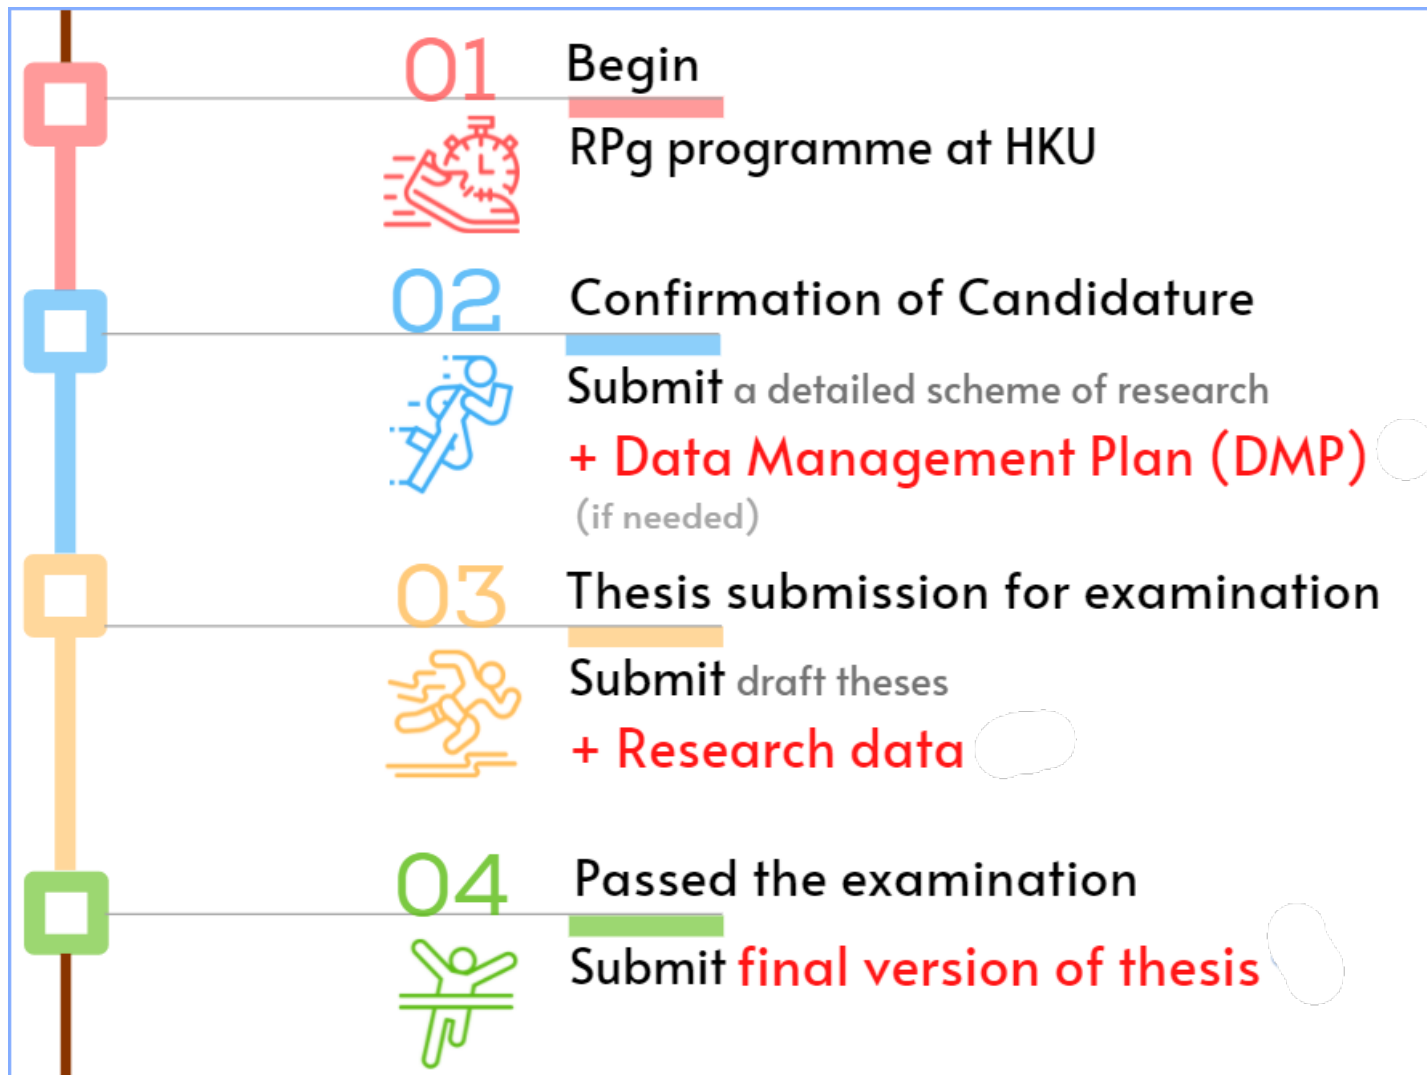 01
Begin
RPg programme at HKU
02
Confirmation of Candidature
Submit a detailed scheme of research
+ Data Management Plan (DMP)
(if needed)
03
Thesis submission for examination
Submit draft theses
+ Research data
04
Passed the examination
Submit final version of thesis